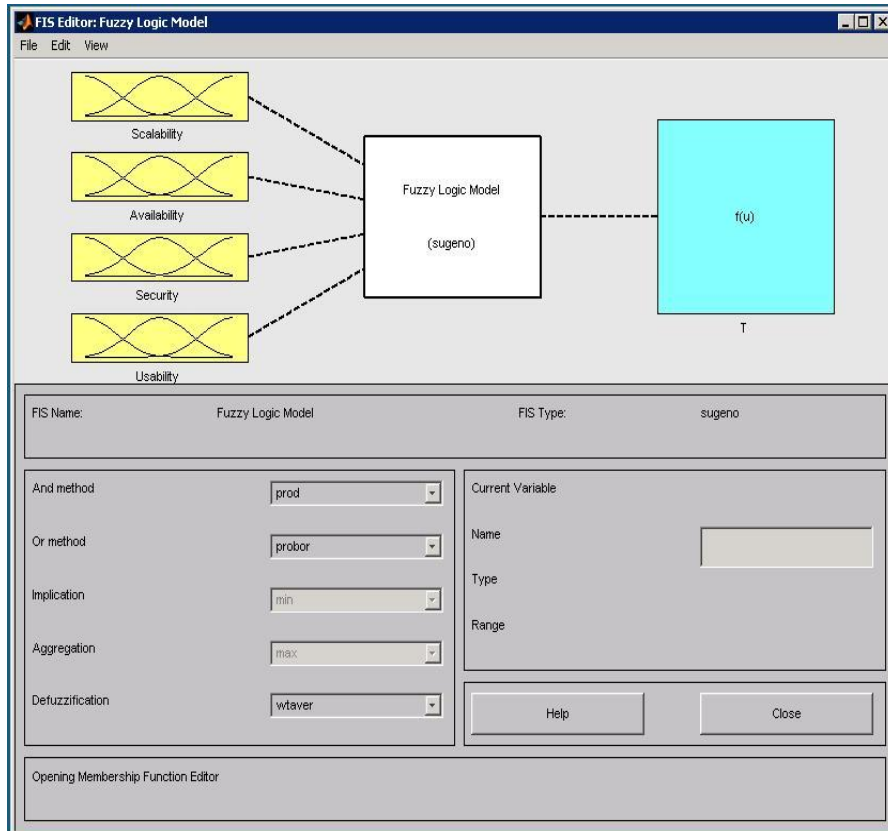 FIS Editor: Fuzzy Logic Model
File Edit View
Scalability
Availability
Security
Usability
Fuzzy Logic Model
(sugeno)
f(u)
T
FIS Name: Fuzzy Logic Model FIS Type: sugeno
And method prod
Or method probor
Implication min
Aggregation max
Defuzzification wtaver
Current Variable
Name
Type
Range
Help Close
Opening Membership Function Editor